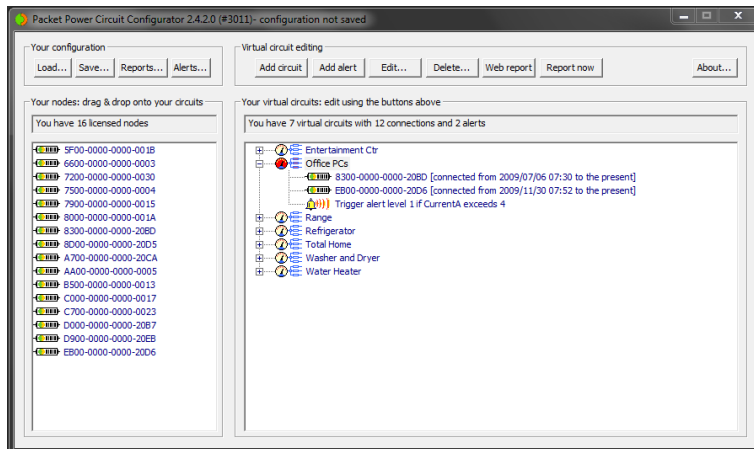 Packet Power Circuit Configurator 2.4.2.0 (#3011)- configuration not saved
Your configuration
Load... Save... Reports... Alerts...
Virtual circuit editing
Add circuit Add alert Edit... Delete... Web report Report now About...
Your nodes: drag & drop onto your circuits
You have 16 licensed nodes
5F00-0000-0000-001B
6600-0000-0000-0003
7200-0000-0000-0030
7500-0000-0000-0004
7900-0000-0000-0015
8000-0000-0000-001A
8300-0000-0000-20BD
8D00-0000-0000-20D5
A700-0000-0000-20CA
AA00-0000-0000-0005
B500-0000-0000-0013
C000-0000-0000-0017
C700-0000-0000-0023
D000-0000-0000-20B7
D900-0000-0000-20EB
EB00-0000-0000-20D6
Your virtual circuits: edit using the buttons above
You have 7 virtual circuits with 12 connections and 2 alerts
Entertainment Ctr
Office PCs
8300-0000-0000-20BD [connected from 2009/07/06 07:30 to the present]
EB00-0000-0000-20D6 [connected from 2009/11/30 07:52 to the present]
Trigger alert level 1 if CurrentA exceeds 4
Range
Refrigerator
Total Home
Washer and Dryer
Water Heater